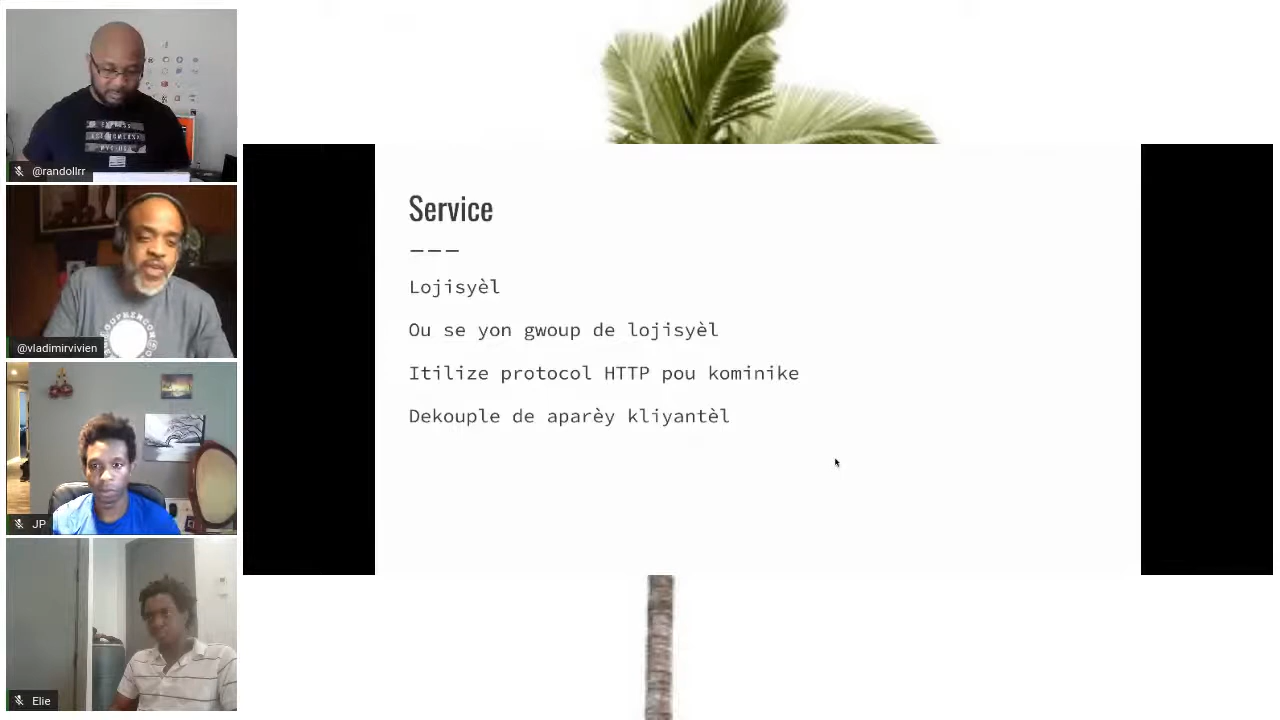 @randollrr
@vladimirvivien
JP
Elie
Service
———
Lojisyèl
Ou se yon gwoup de lojisyèl
Itilize protocol HTTP pou kominike
Dekouple de aparèy kliyantèl